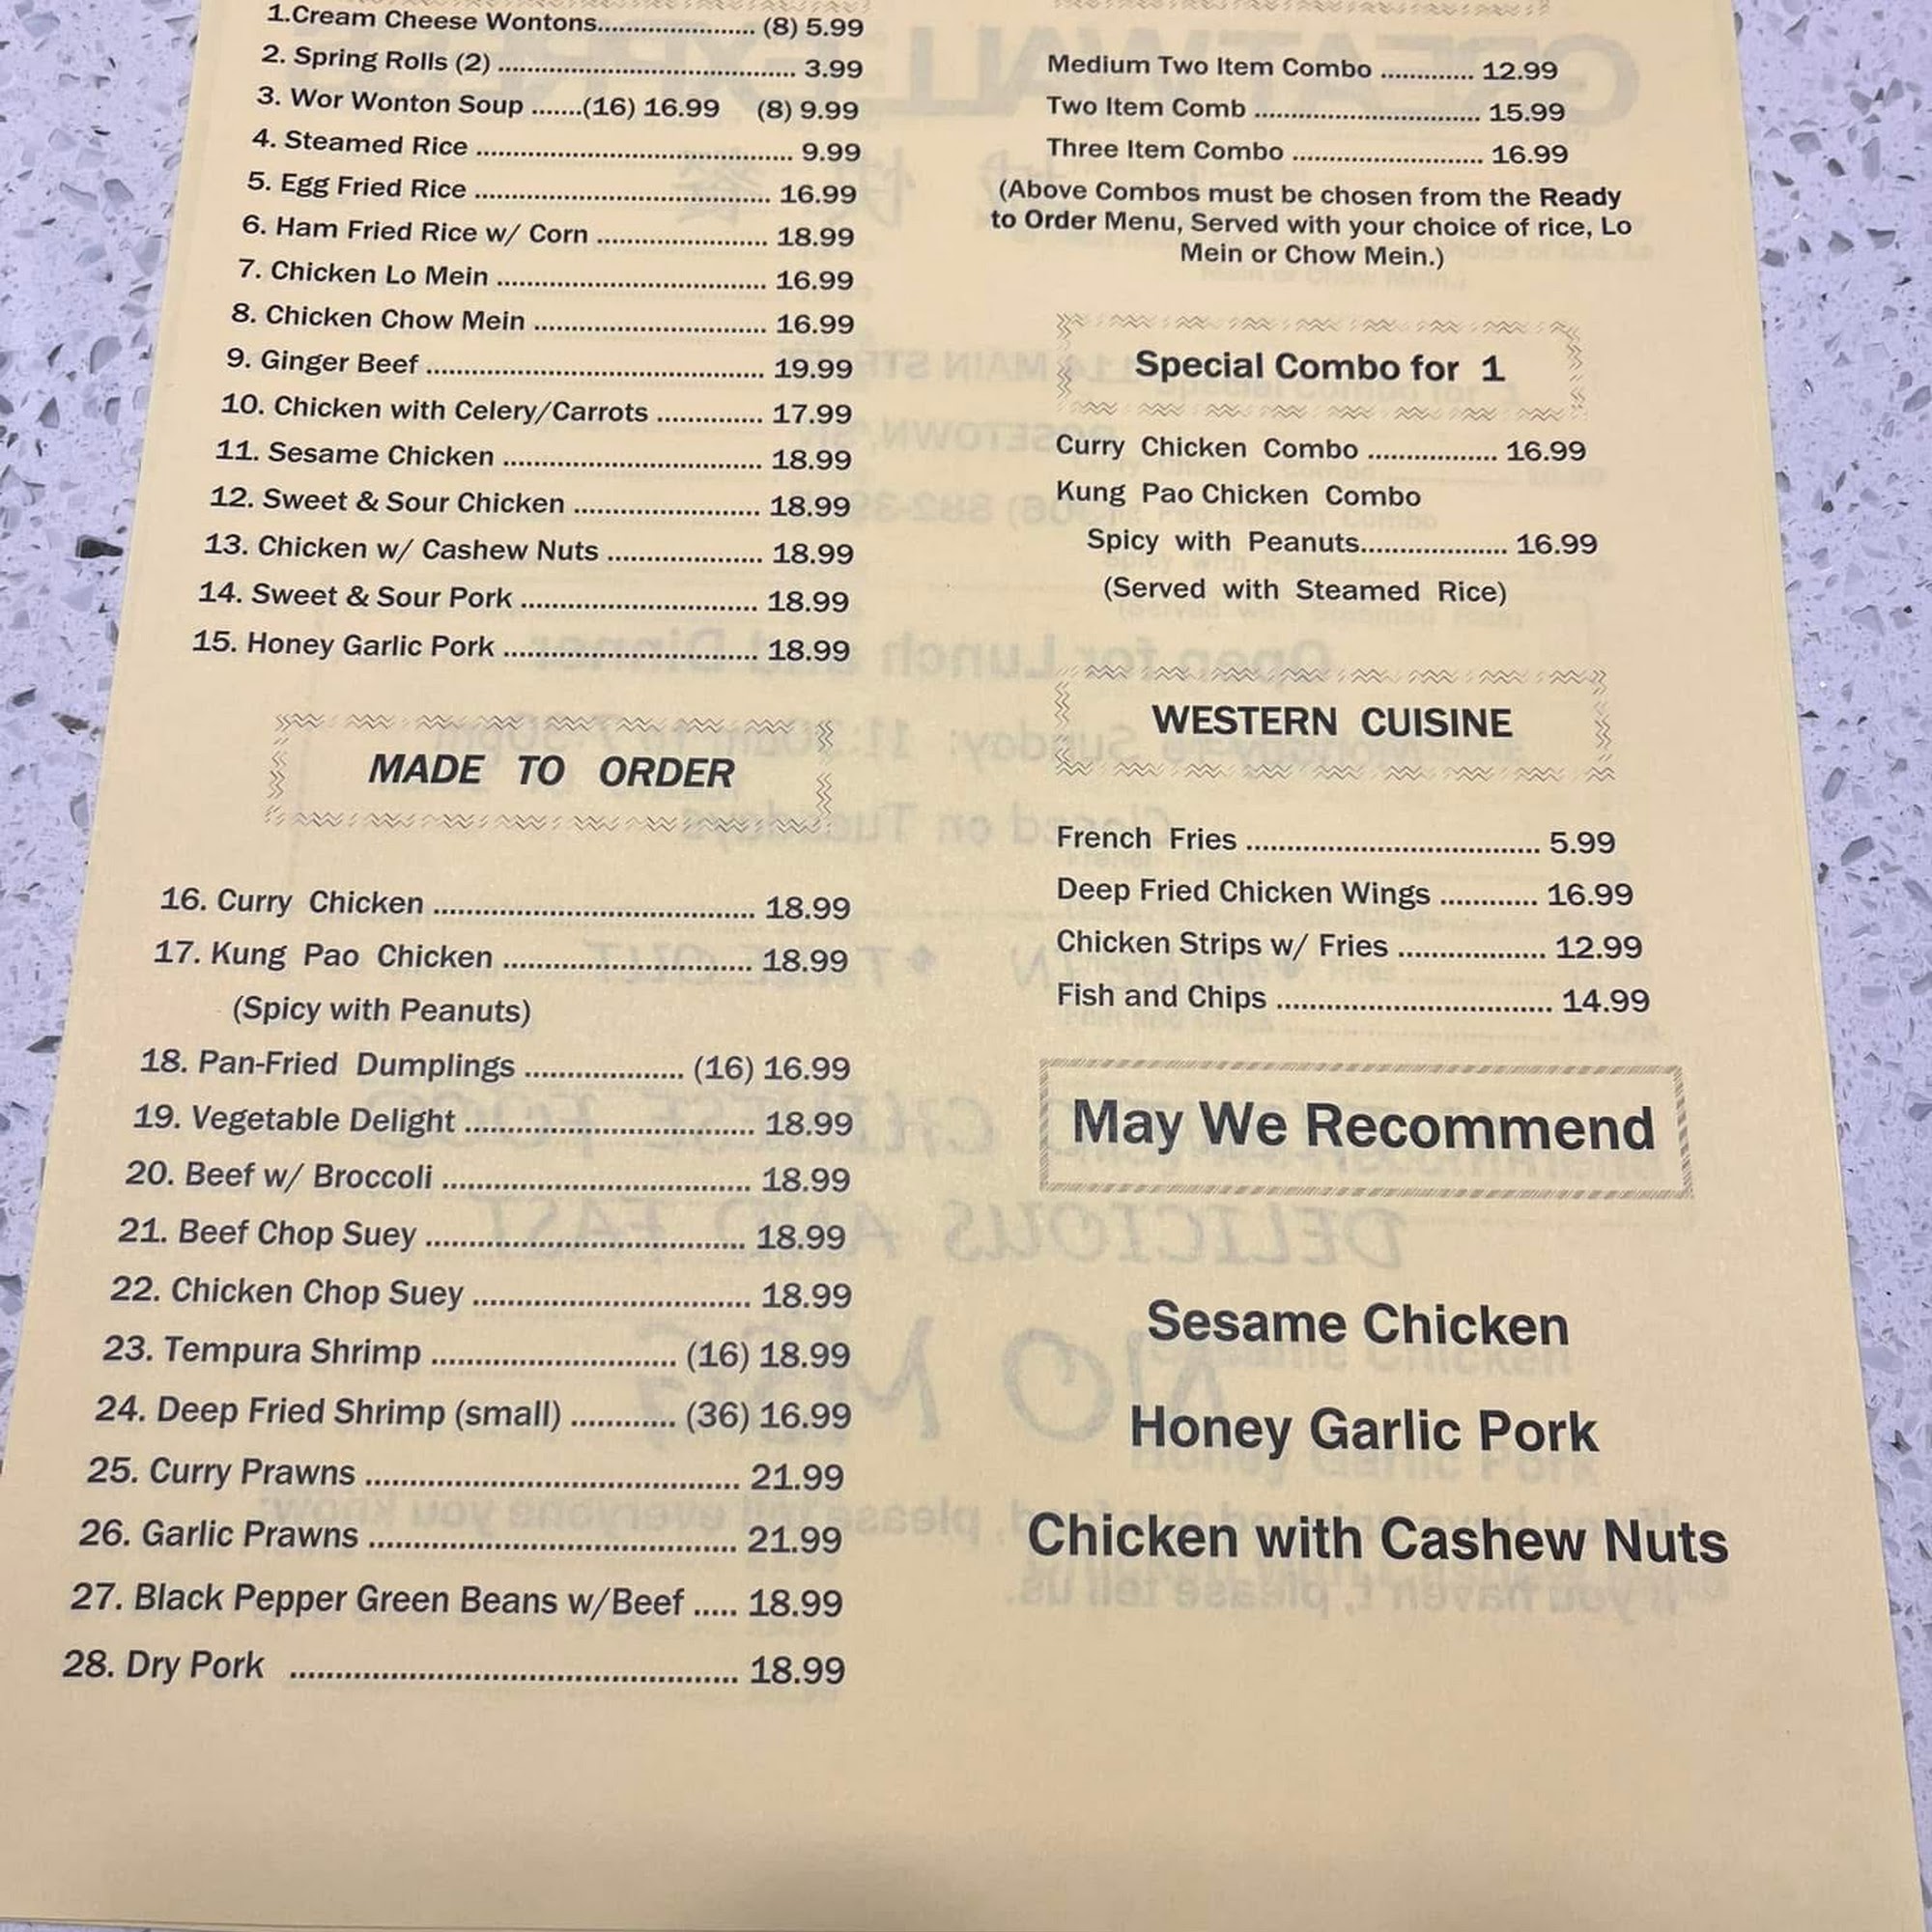 1.Cream Cheese Wontons...................... (8) 5.99
2. Spring Rolls (2) ...................................... 3.99
3. Wor Wonton Soup .......(16) 16.99 (8) 9.99
4. Steamed Rice ........................................ 9.99
5. Egg Fried Rice ...................................... 16.99
6. Ham Fried Rice w/ Corn ...................... 18.99
7. Chicken Lo Mein .................................. 16.99
8. Chicken Chow Mein ............................. 16.99
9. Ginger Beef .......................................... 19.99
10. Chicken with Celery/Carrots ............. 17.99
11. Sesame Chicken ................................ 18.99
12. Sweet & Sour Chicken ....................... 18.99
13. Chicken w/ Cashew Nuts ................... 18.99
14. Sweet & Sour Pork ............................. 18.99
15. Honey Garlic Pork ............................... 18.99
MADE TO ORDER
16. Curry Chicken ....................................... 18.99
17. Kung Pao Chicken .............................. 18.99
(Spicy with Peanuts)
18. Pan-Fried Dumplings ................... (16) 16.99
19. Vegetable Delight .................................. 18.99
20. Beef w/ Broccoli .................................... 18.99
21. Beef Chop Suey ..................................... 18.99
22. Chicken Chop Suey ................................ 18.99
23. Tempura Shrimp ............................ (16) 18.99
24. Deep Fried Shrimp (small) ............ (36) 16.99
25. Curry Prawns .......................................... 21.99
26. Garlic Prawns ......................................... 21.99
27. Black Pepper Green Beans w/Beef ..... 18.99
28. Dry Pork ................................................ 18.99
Medium Two Item Combo ............. 12.99
Two Item Comb ................................ 15.99
Three Item Combo ........................... 16.99
(Above Combos must be chosen from the Ready
to Order Menu, Served with your choice of rice, Lo
Mein or Chow Mein.)
Special Combo for 1
Curry Chicken Combo ................. 16.99
Kung Pao Chicken Combo
Spicy with Peanuts.................... 16.99
(Served with Steamed Rice)
WESTERN CUISINE
French Fries .................................... 5.99
Deep Fried Chicken Wings ............ 16.99
Chicken Strips w/ Fries .................. 12.99
Fish and Chips ................................. 14.99
May We Recommend
Sesame Chicken
Honey Garlic Pork
Chicken with Cashew Nuts